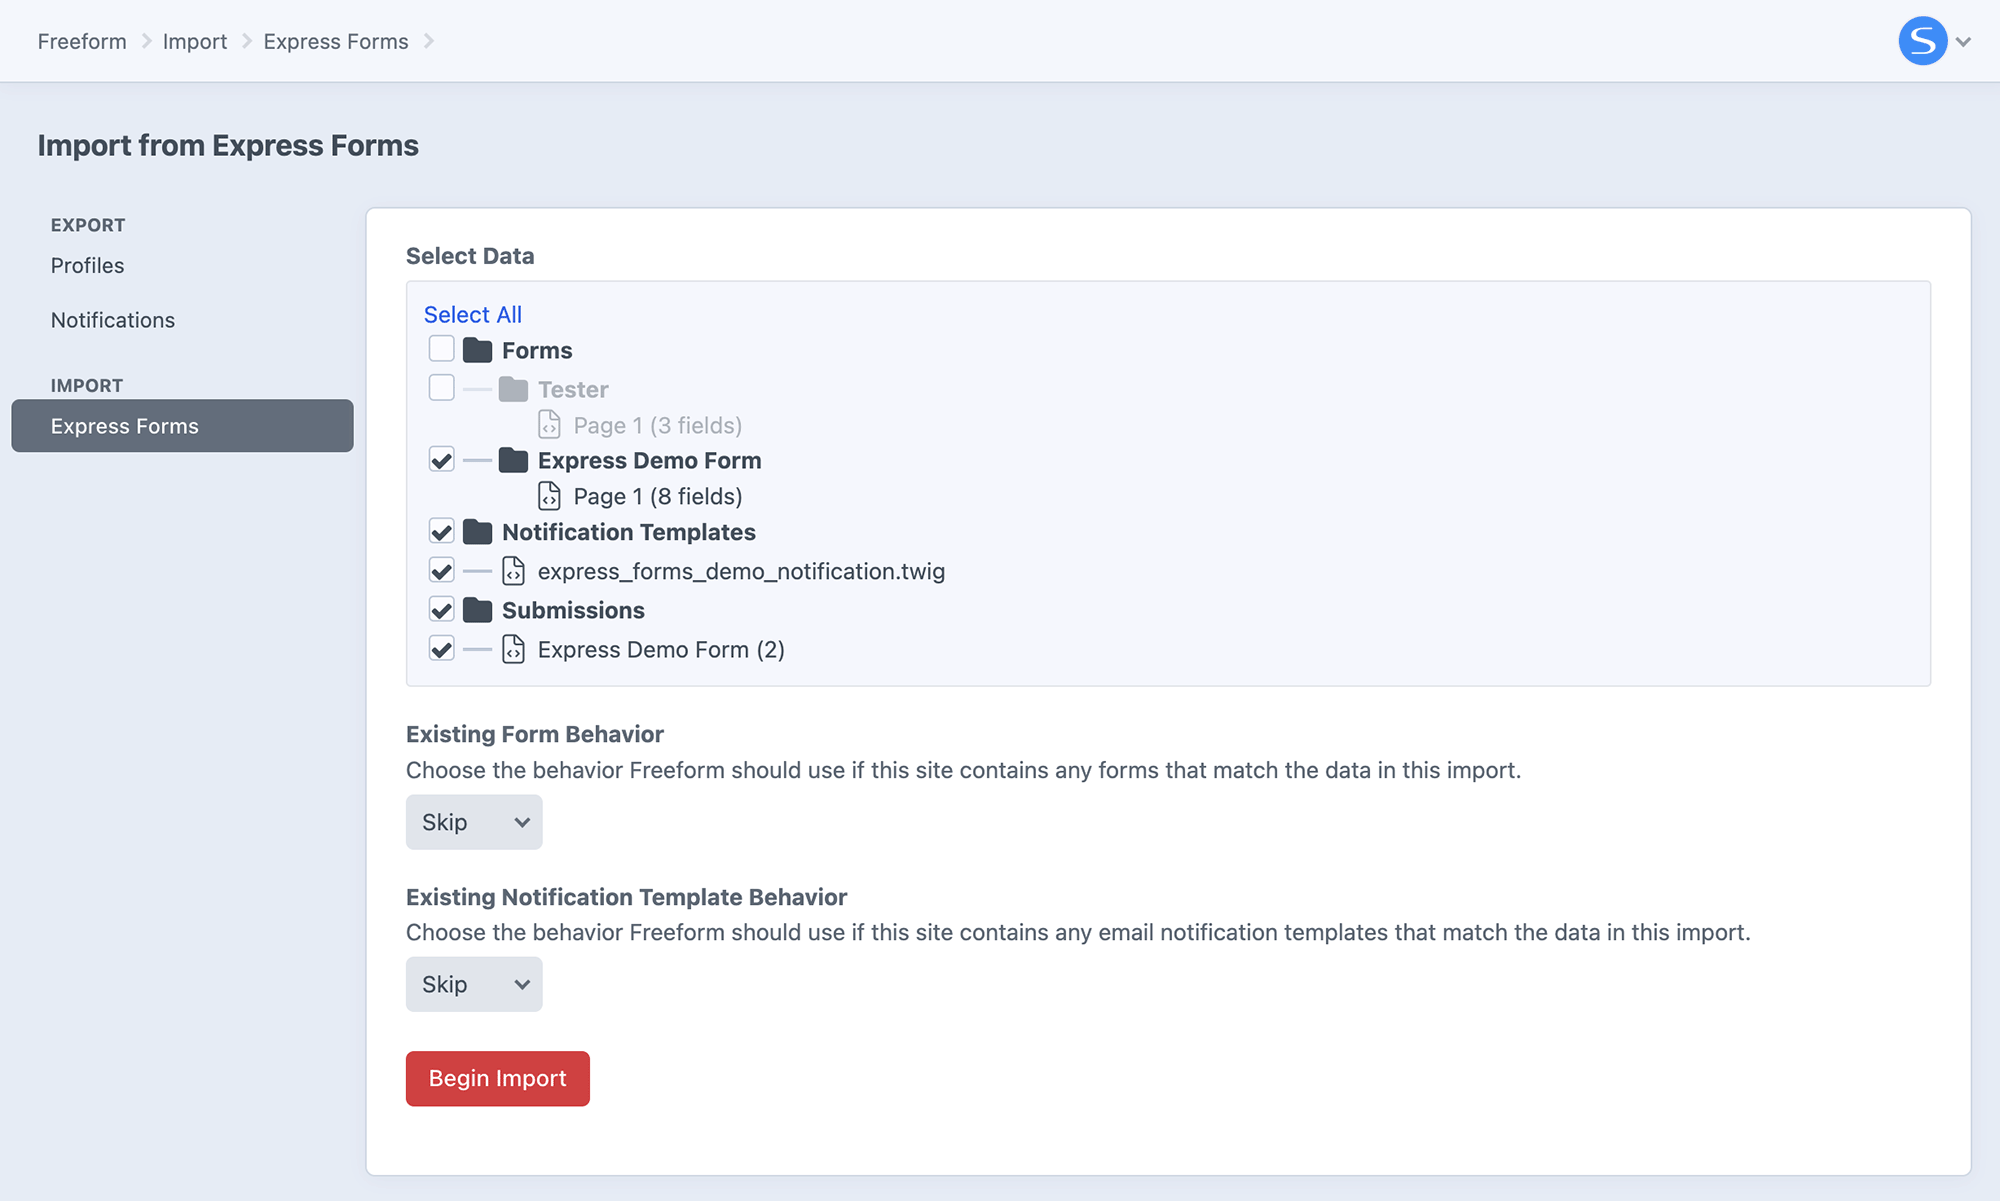 Freeform Import Express Forms
S
Import from Express Forms
EXPORT
Profiles
Notifications
IMPORT
Express Forms
Select Data
Select All
Forms
Tester
Page 1 (3 fields)
Express Demo Form
Page 1 (8 fields)
Notification Templates
express_forms_demo_notification.twig
Submissions
Express Demo Form (2)
Existing Form Behavior
Choose the behavior Freeform should use if this site contains any forms that match the data in this import.
Skip
Existing Notification Template Behavior
Choose the behavior Freeform should use if this site contains any email notification templates that match the data in this import.
Skip
Begin Import